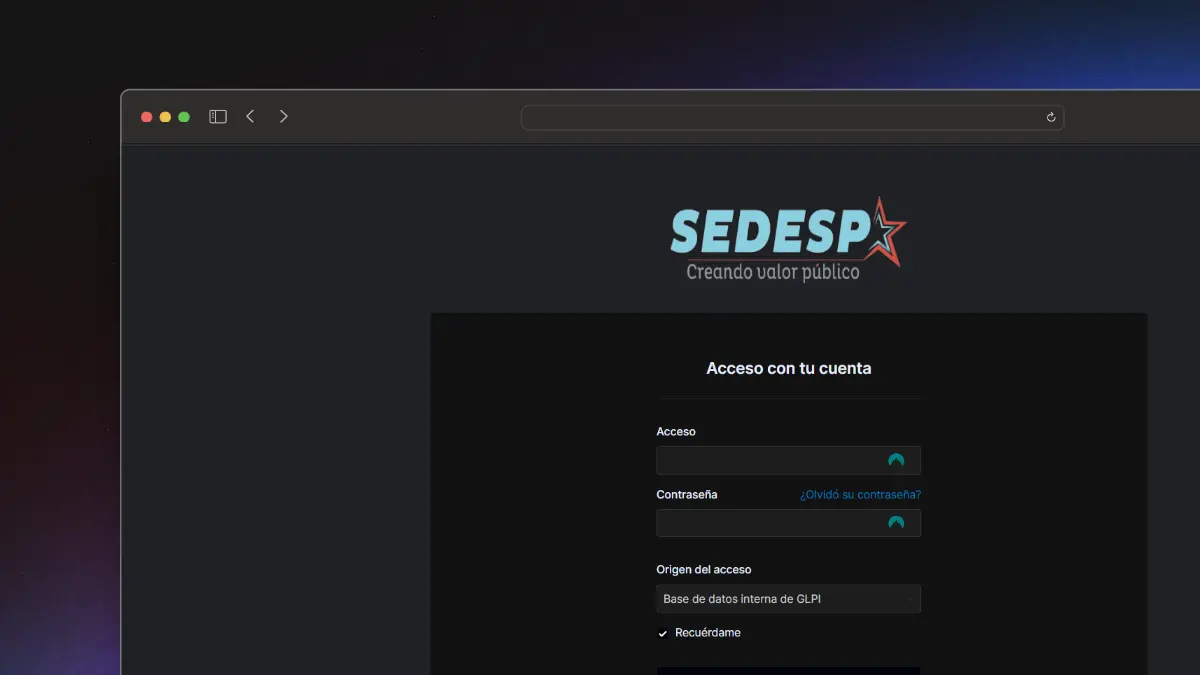 SEDESP
Creando valor público
Acceso con tu cuenta
Acceso
Contraseña ¿Olvidó su contraseña?
Origen del acceso
Base de datos interna de GLPI
Recuérdame